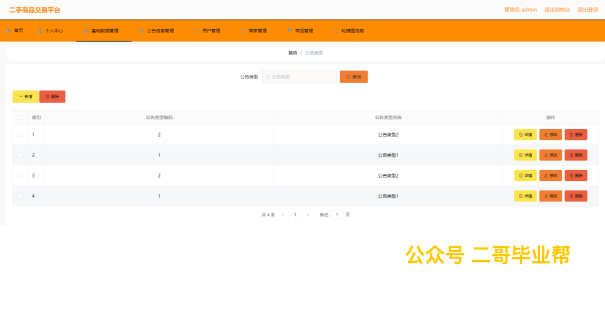 二手商品交易平台 管理员 admin 退出到前台 退出登录
首页 个人中心 基础数据管理 公告信息管理 用户管理 商家管理 商品管理 轮播图信息
首页 / 公告类型
公告类型 公告类型 查询
+ 新增 删除
索引 公告类型编码 公告类型名称 操作
1 2 公告类型2 详情 修改 删除
2 1 公告类型1 详情 修改 删除
3 2 公告类型2 详情 修改 删除
4 1 公告类型1 详情 修改 删除
共 4 条 < 1 > 前往 1 页
公众号 二哥毕业帮